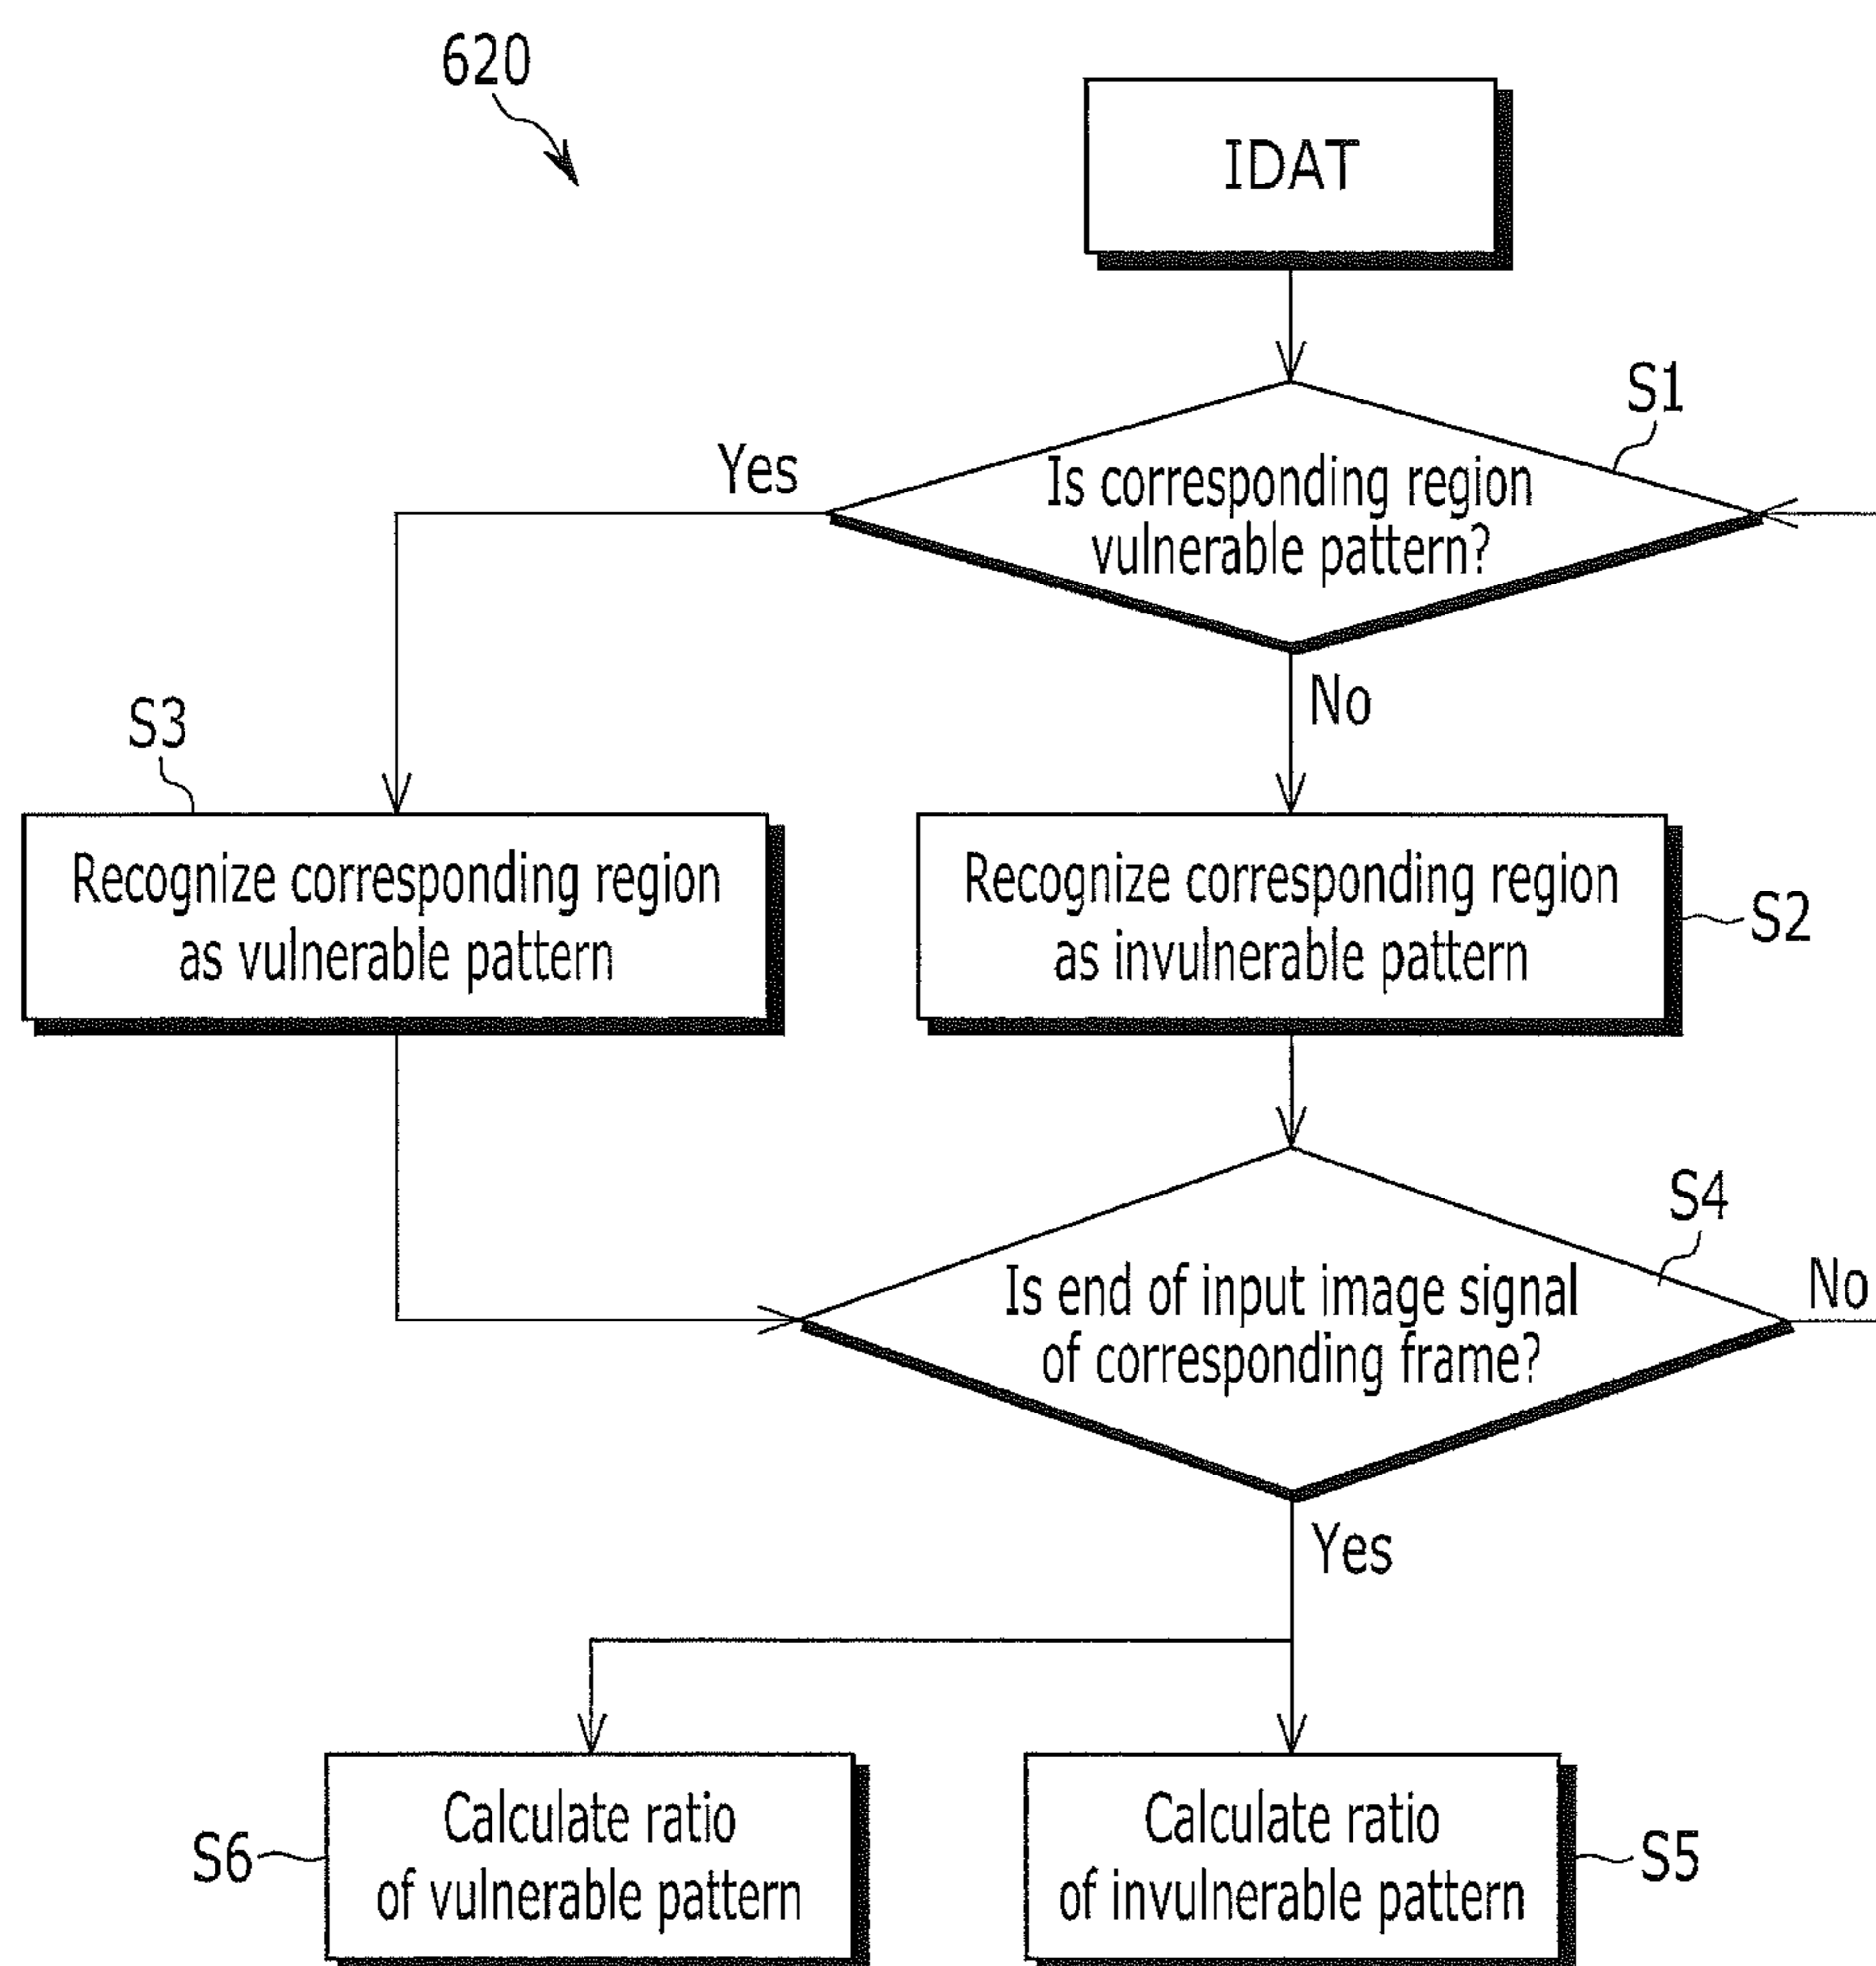 620
IDAT
S1
Yes
Is corresponding region
vulnerable pattern?
No
S3
Recognize corresponding region
as vulnerable pattern
Recognize corresponding region
as invulnerable pattern
S2
S4
No
Is end of input image signal
of corresponding frame?
Yes
S6
Calculate ratio
of vulnerable pattern
Calculate ratio
of invulnerable pattern
S5